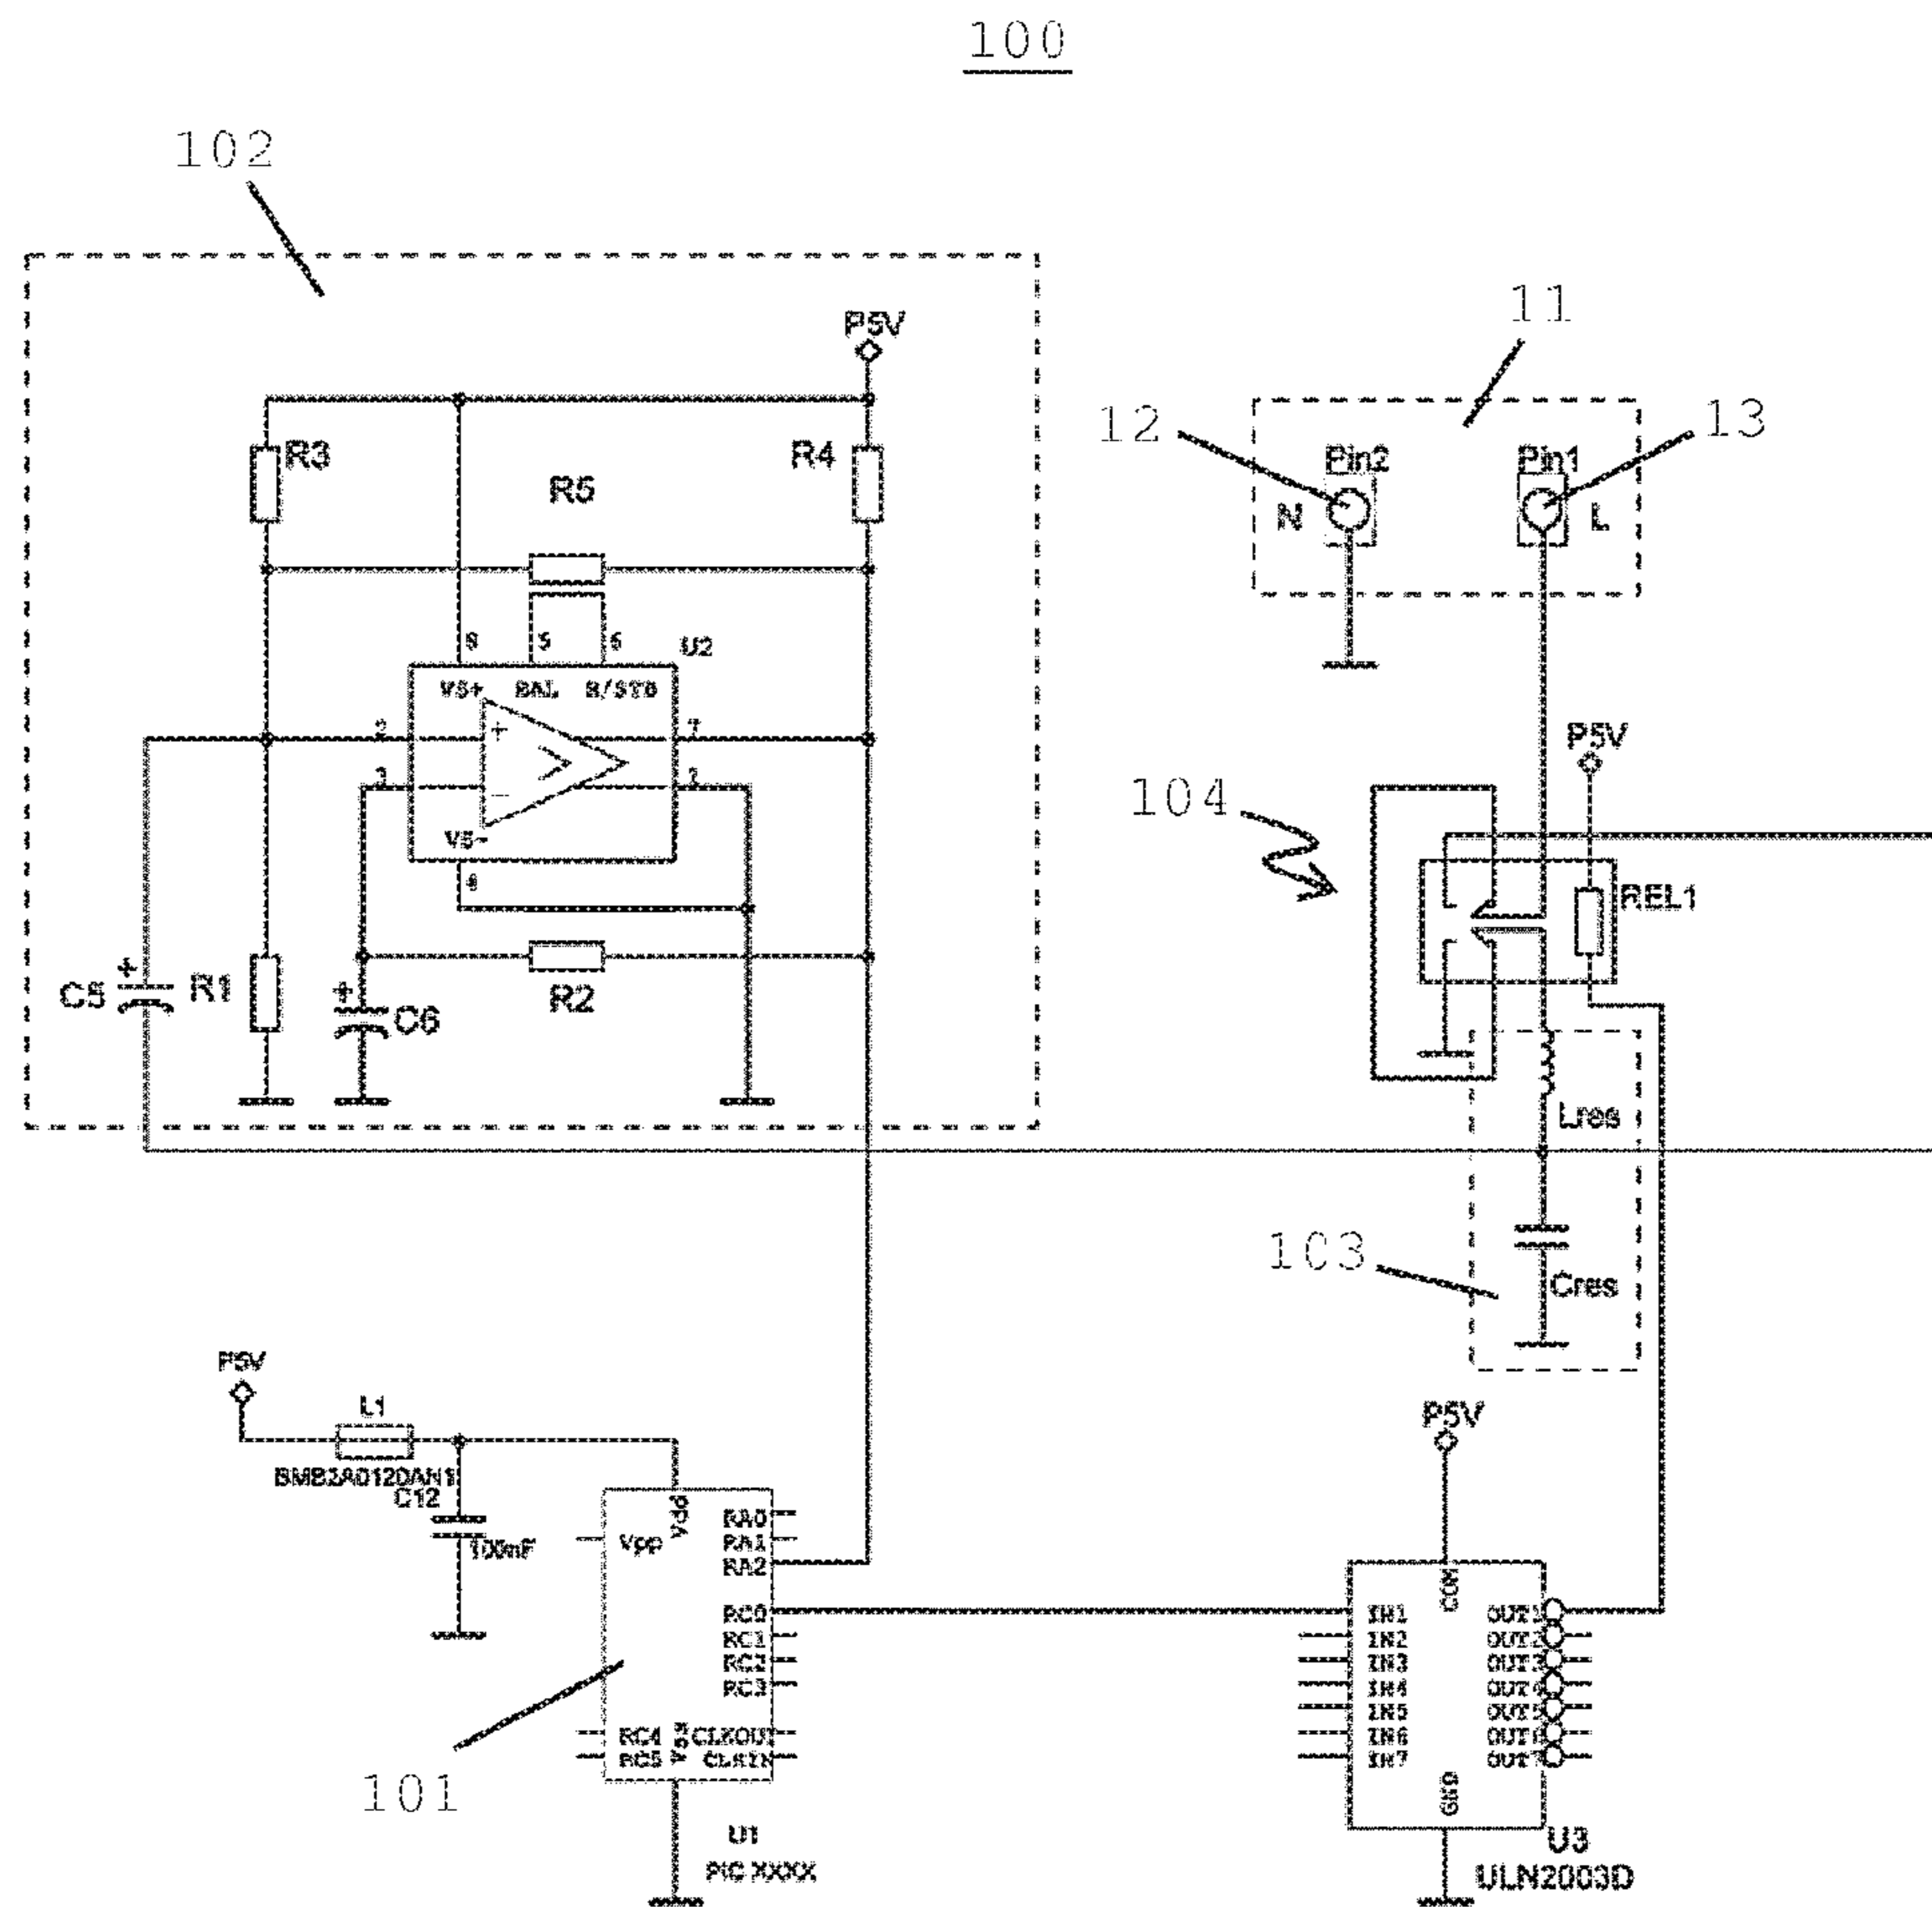 100
102
11
P5V
12
13
Pin2
Pin1
R3
R4
R5
N
L
8
5
6
U2
VS+
BAL
B/STB
2
+
7
P5V
3
−
1
104
VS-
4
REL1
+
C5
R1
+
C6
R2
Lres
103
Cres
P5V
L1
P5V
BMB2A0120AN1
C12
100nF
Vdd
RA0
Vpp
RA1
RA2
COM
RC0
IN1
OUT1
RC1
IN2
OUT2
RC2
IN3
OUT3
RC3
IN4
OUT4
IN5
OUT5
RC4
Vss
CLKOUT
IN6
OUT6
RC5
CLKIN
IN7
OUT7
101
GND
U1
U3
PIC XXXX
ULN2003D